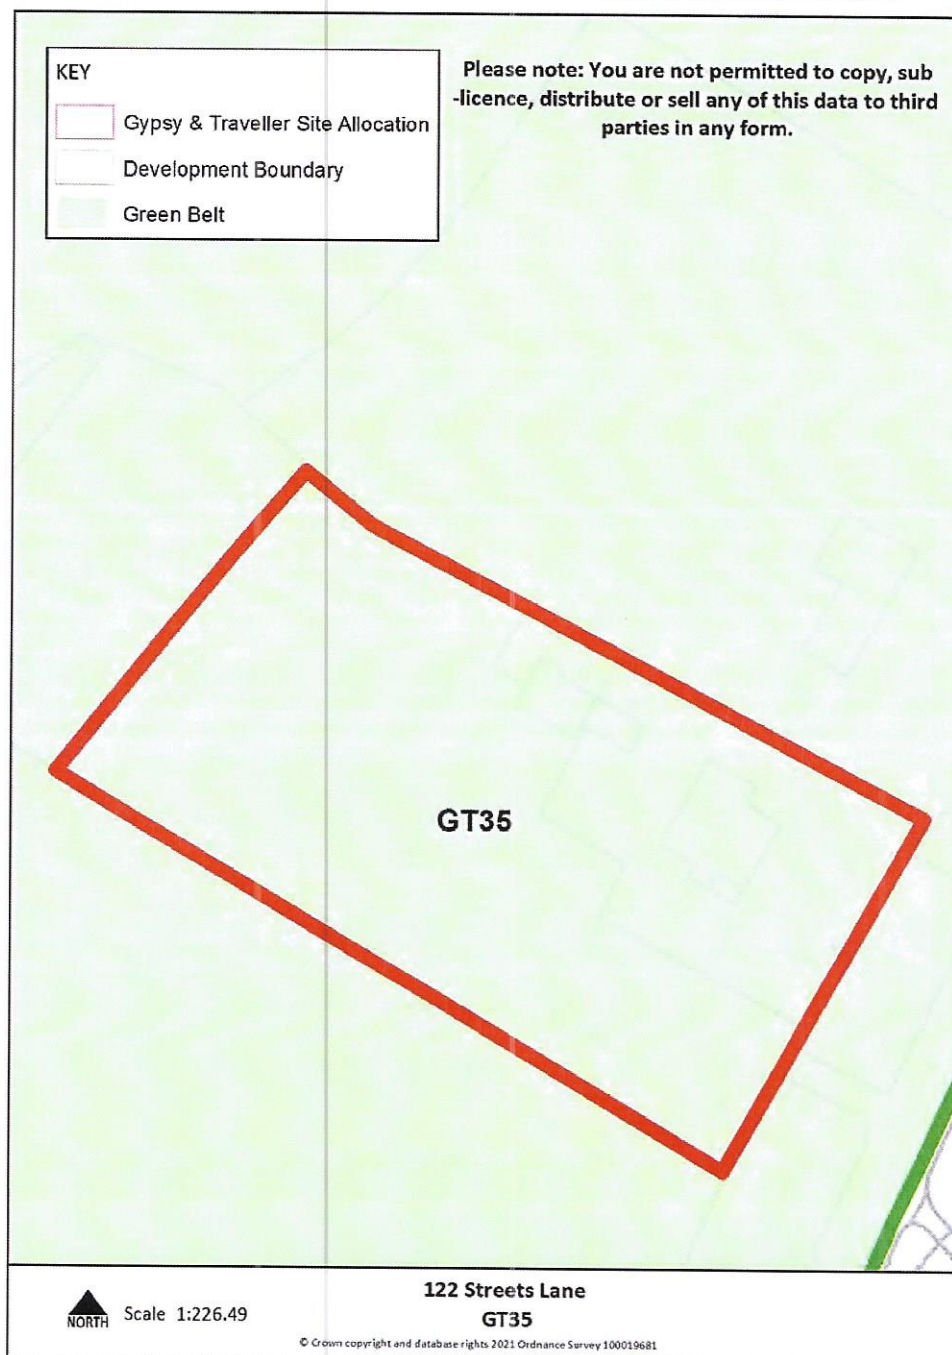 KEY
Gypsy & Traveller Site Allocation
Development Boundary
Green Belt
Please note: You are not permitted to copy, sub
-licence, distribute or sell any of this data to third
parties in any form.
GT35
NORTH
Scale 1:226.49
122 Streets Lane
GT35
© Crown copyright and database rights 2021 Ordnance Survey 100019681